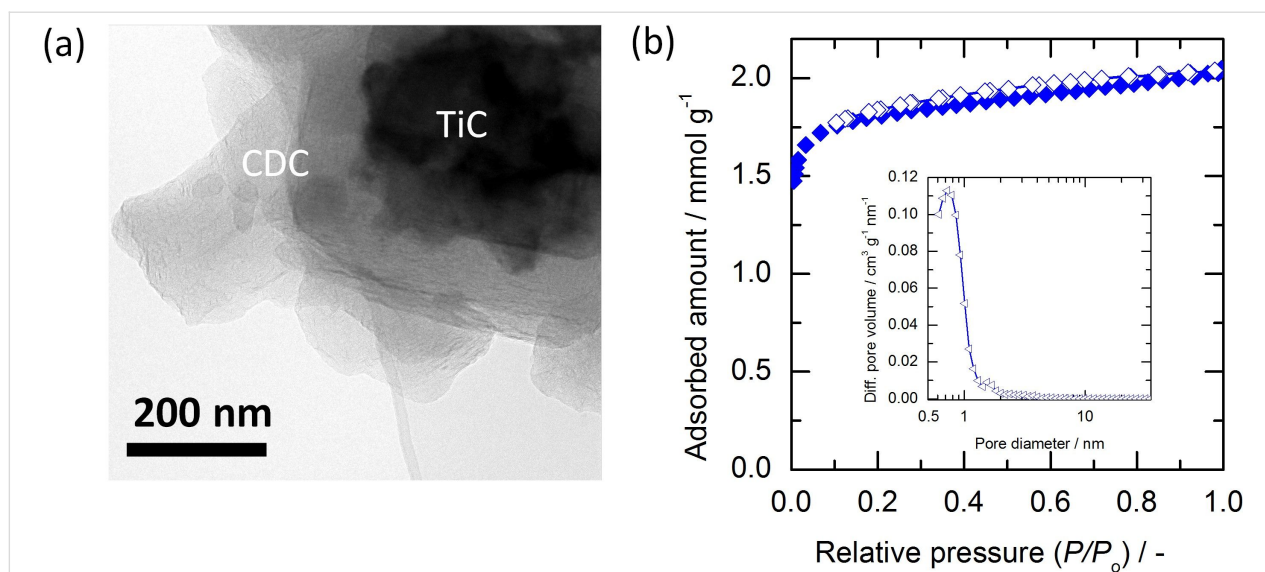 (a)
TiC
CDC
200 nm
(b)
Adsorbed amount / mmol g⁻¹
2.0
1.5
1.0
0.5
0.0
0.0 0.2 0.4 0.6 0.8 1.0
Relative pressure (P/Pₒ) / -
Diff. pore volume / cm³ g⁻¹ nm⁻¹
0.12
0.10
0.08
0.06
0.04
0.02
0.00
0.5 1 10
Pore diameter / nm